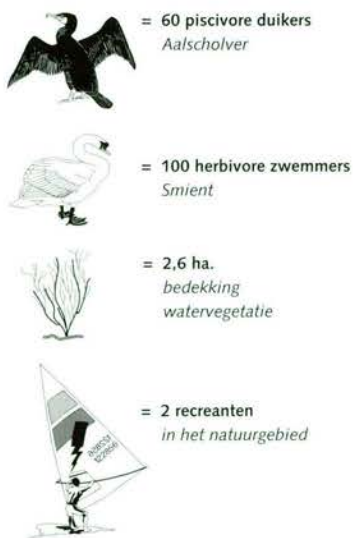 = 60 piscivore duikers
Aalscholver
= 100 herbivore zwemmers
Smient
= 2,6 ha.
bedekking
watervegetatie
= 2 recreanten
in het natuurgebied